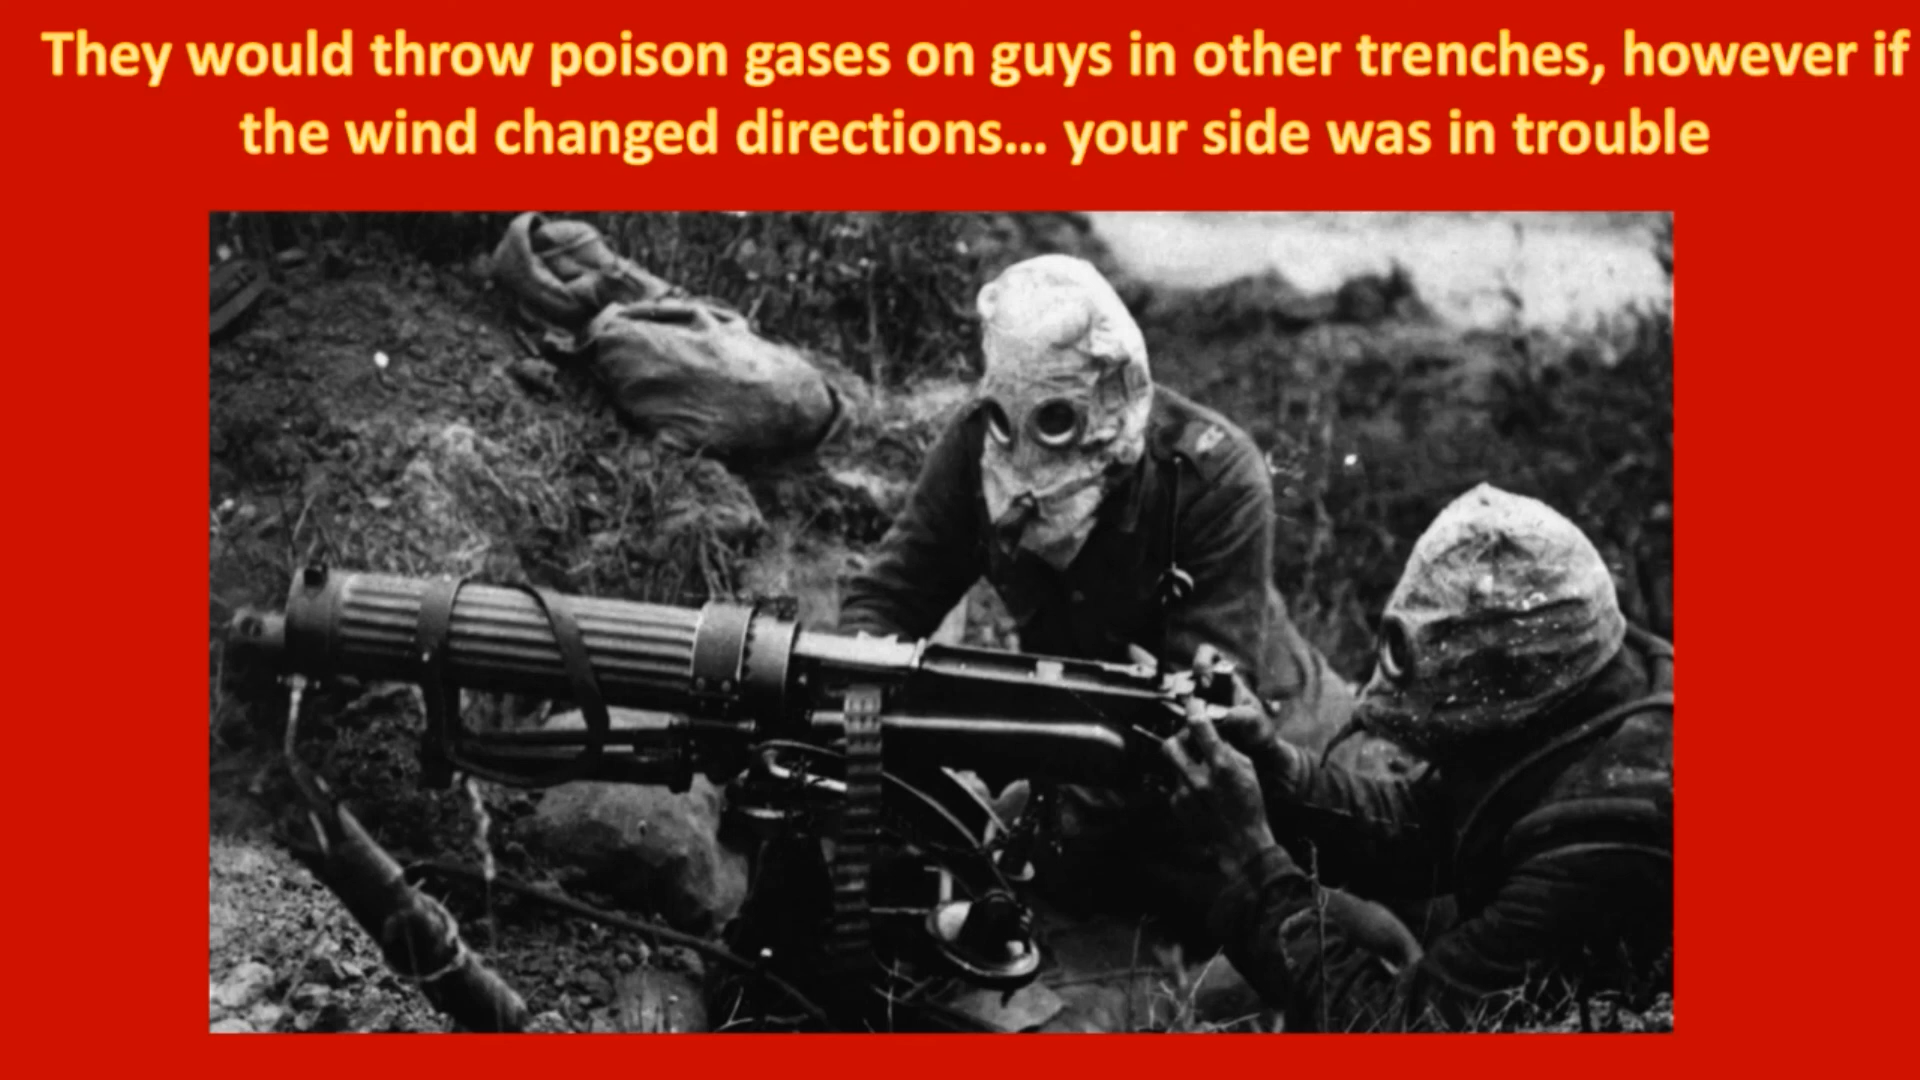 They would throw poison gases on guys in other trenches, however if
the wind changed directions... your side was in trouble